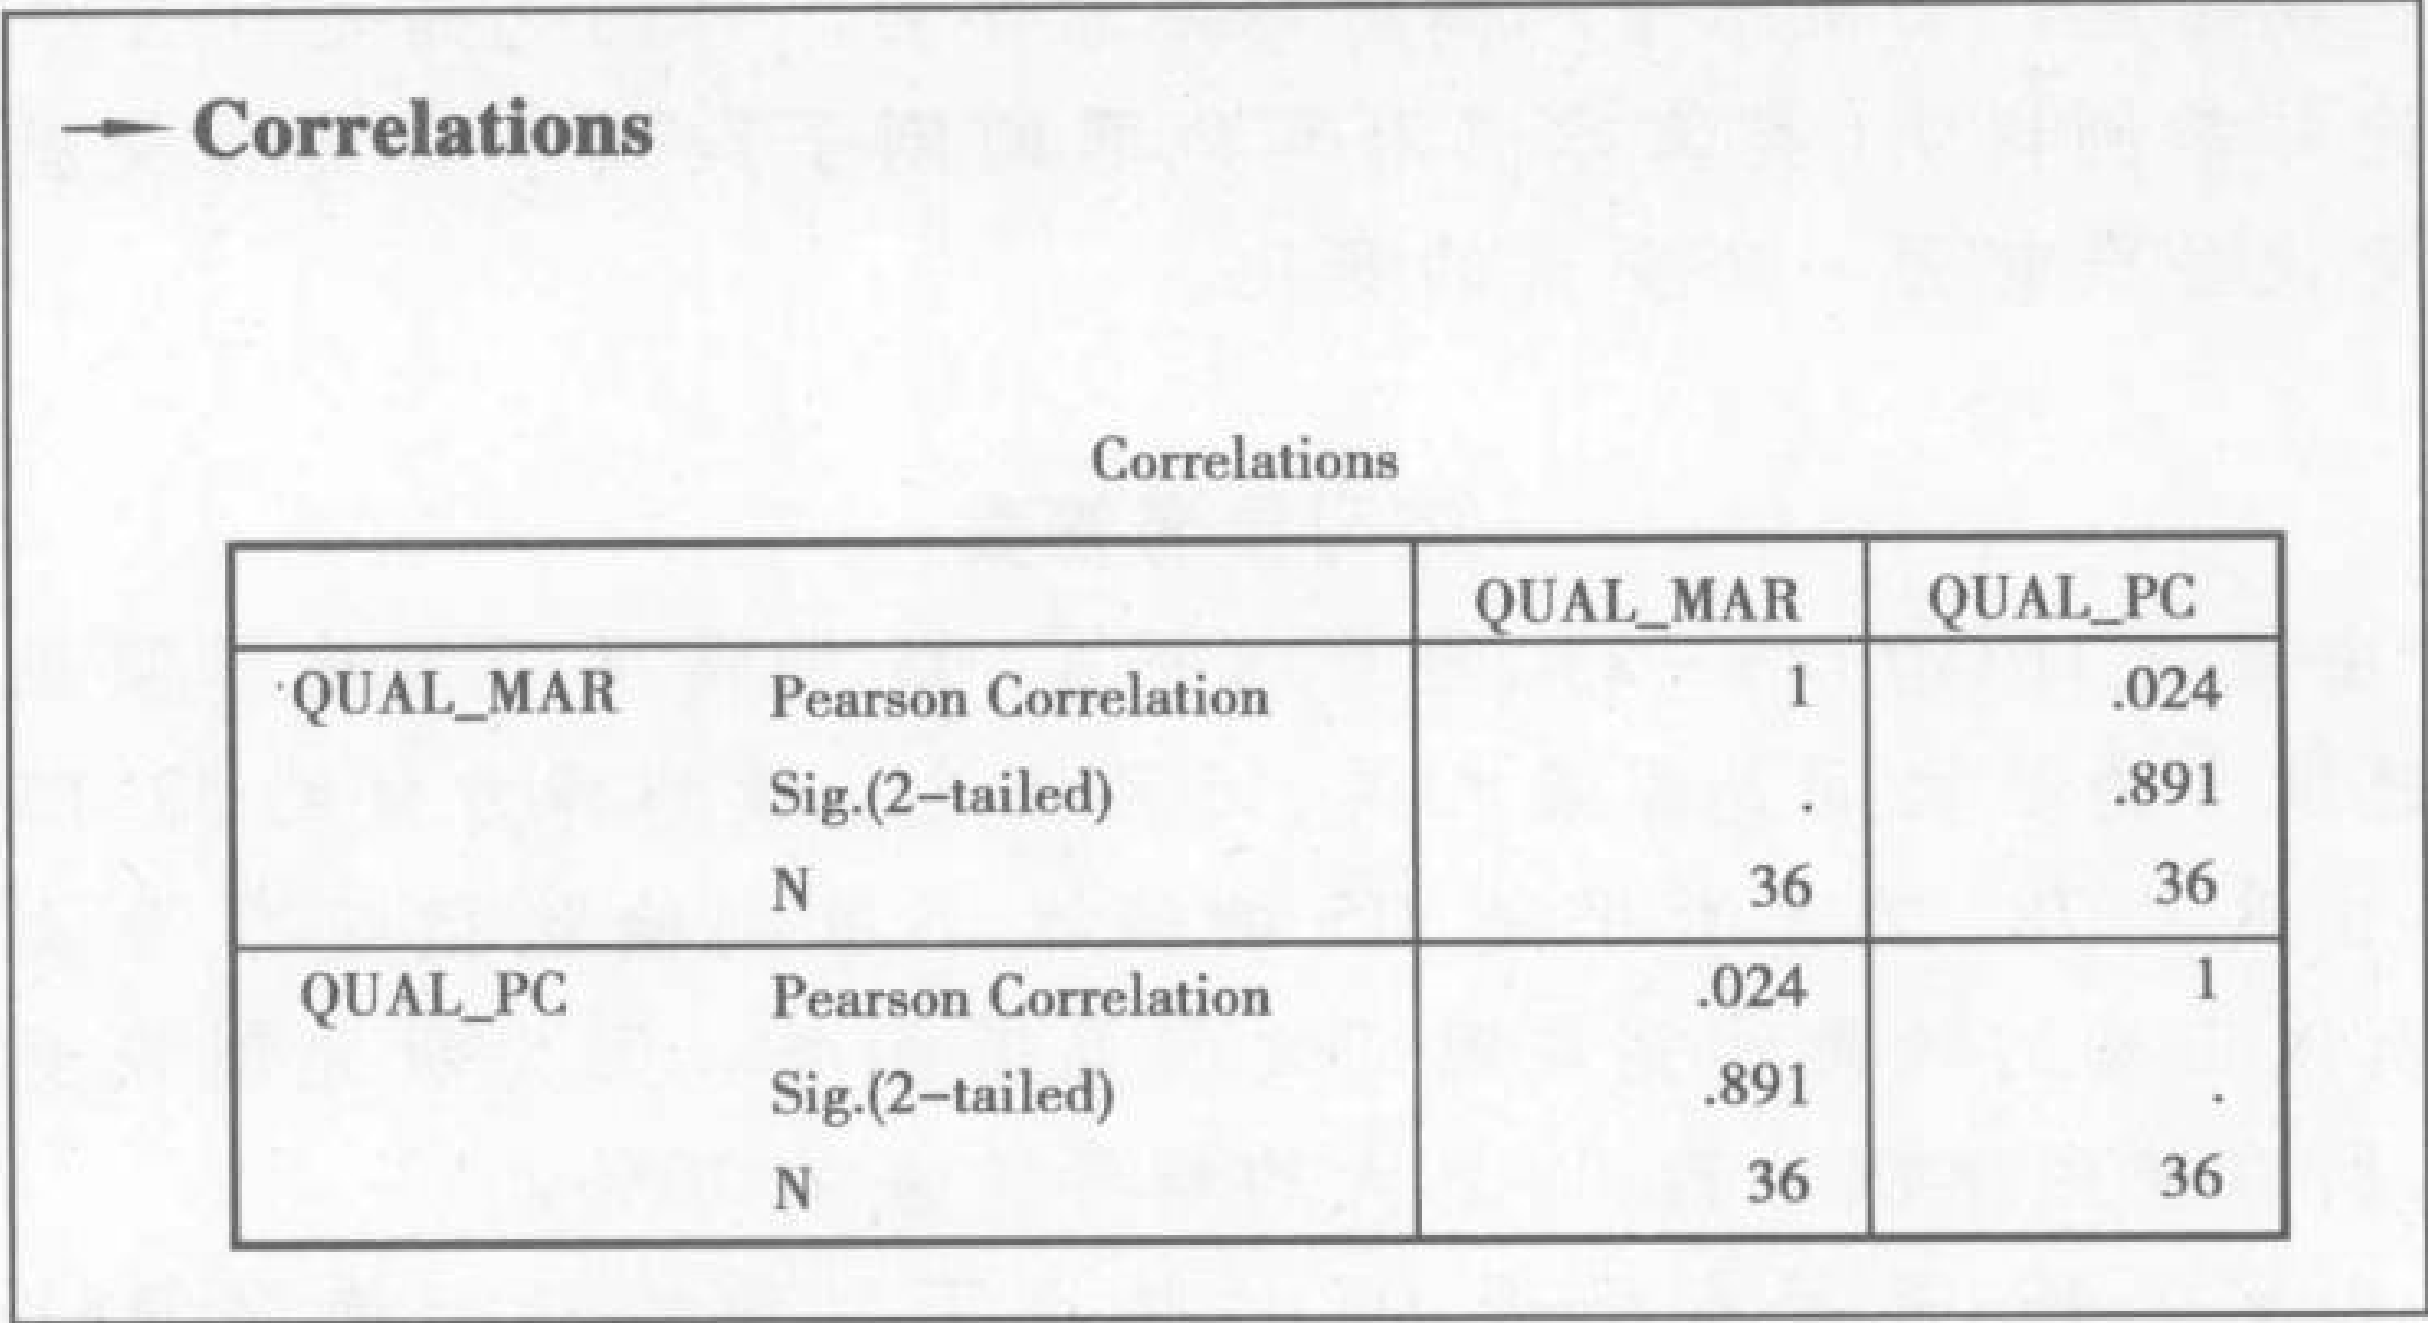 → Correlations
Correlations
QUAL_MAR QUAL_PC
QUAL_MAR Pearson Correlation 1 .024
Sig.(2–tailed) . .891
N 36 36
QUAL_PC Pearson Correlation .024 1
Sig.(2–tailed) .891 .
N 36 36